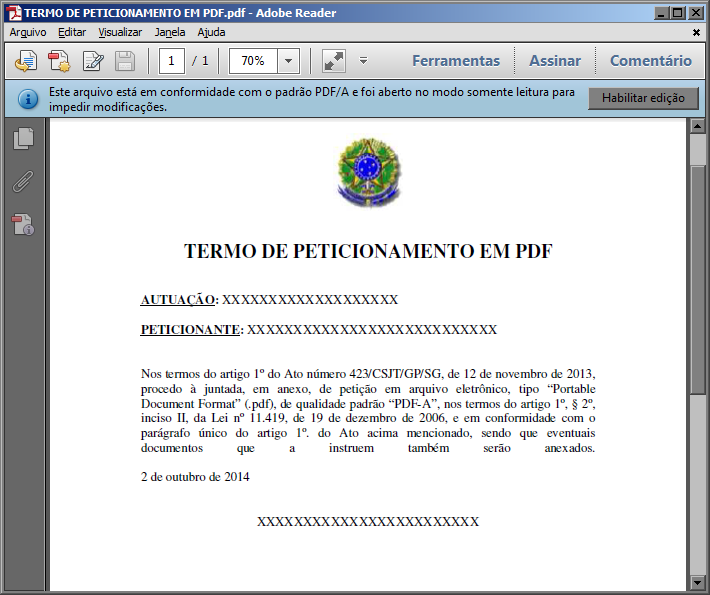 TERMO DE PETICIONAMENTO EM PDF.pdf - Adobe Reader
Arquivo Editar Visualizar Janela Ajuda
1 / 1 70% Ferramentas Assinar Comentário
Este arquivo está em conformidade com o padrão PDF/A e foi aberto no modo somente leitura para
impedir modificações.
Habilitar edição
TERMO DE PETICIONAMENTO EM PDF
AUTUAÇÃO: XXXXXXXXXXXXXXXXXXX
PETICIONANTE: XXXXXXXXXXXXXXXXXXXXXXXXXXX
Nos termos do artigo 1º do Ato número 423/CSJT/GP/SG, de 12 de novembro de 2013,
procedo à juntada, em anexo, de petição em arquivo eletrônico, tipo “Portable
Document Format” (.pdf), de qualidade padrão “PDF-A”, nos termos do artigo 1º, § 2º,
inciso II, da Lei nº 11.419, de 19 de dezembro de 2006, e em conformidade com o
parágrafo único do artigo 1º. do Ato acima mencionado, sendo que eventuais
documentos que a instruem também serão anexados.
2 de outubro de 2014
XXXXXXXXXXXXXXXXXXXXXXXX